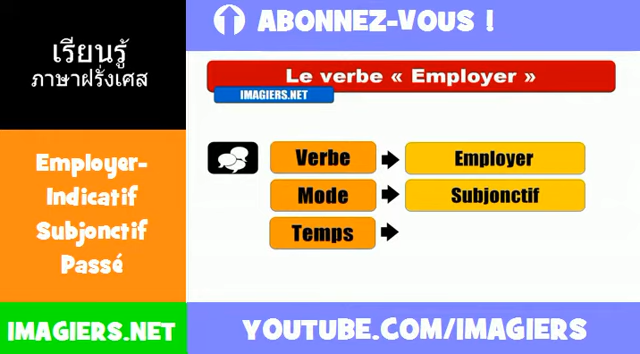 เรียนรู้
ภาษาฝรั่งเศส
Employer-
Indicatif
Subjonctif
Passé
IMAGIERS.NET
ABONNEZ-VOUS !
Le verbe « Employer »
IMAGIERS.NET
Verbe Employer
Mode Subjonctif
Temps
YOUTUBE.COM/IMAGIERS